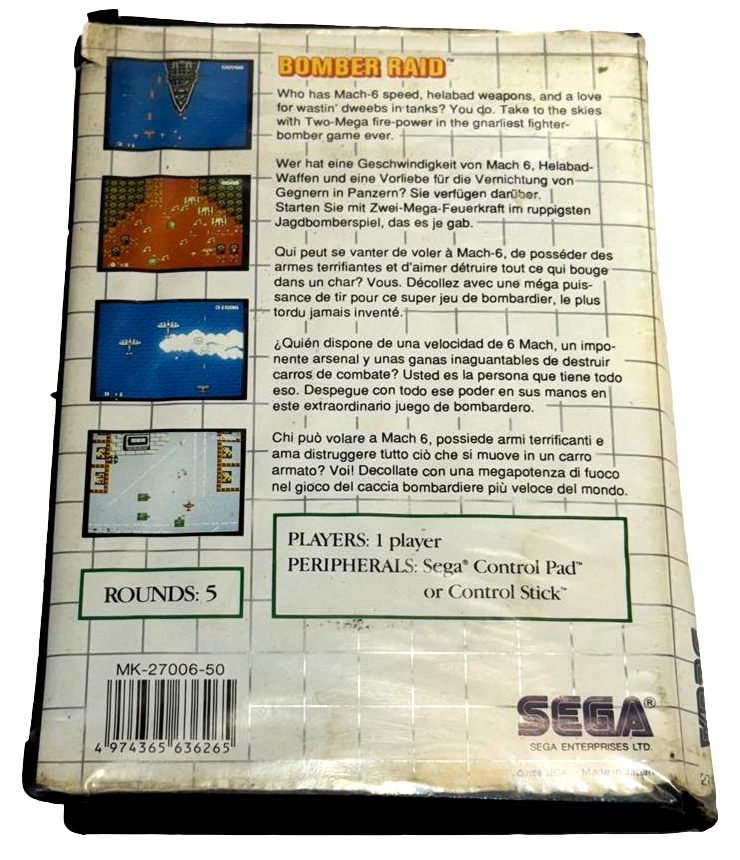 BOMBER RAID™
Who has Mach-6 speed, helabad weapons, and a love
for wastin' dweebs in tanks? You do. Take to the skies
with Two-Mega fire-power in the gnarliest fighter-
bomber game ever.
Wer hat eine Geschwindigkeit von Mach 6, Helabad-
Waffen und eine Vorliebe für die Vernichtung von
Gegnern in Panzern? Sie verfügen darüber.
Starten Sie mit Zwei-Mega-Feuerkraft im ruppigsten
Jagdbomberspiel, das es je gab.
Qui peut se vanter de voler à Mach-6, de posséder des
armes terrifiantes et d'aimer détruire tout ce qui bouge
dans un char? Vous. Décollez avec une méga puis-
sance de tir pour ce super jeu de bombardier, le plus
tordu jamais inventé.
¿Quién dispone de una velocidad de 6 Mach, un impo-
nente arsenal y unas ganas inaguantables de destruir
carros de combate? Usted es la persona que tiene todo
eso. Despegue con todo ese poder en sus manos en
este extraordinario juego de bombardero.
Chi può volare a Mach 6, possiede armi terrificanti e
ama distruggere tutto ciò che si muove in un carro
armato? Voi! Decollate con una megapotenza di fuoco
nel gioco del caccia bombardiere più veloce del mondo.
PLAYERS: 1 player
PERIPHERALS: Sega® Control Pad™
or Control Stick™
ROUNDS: 5
MK-27006-50
4 974365 636265
SEGA®
SEGA ENTERPRISES LTD.
Made in Japan